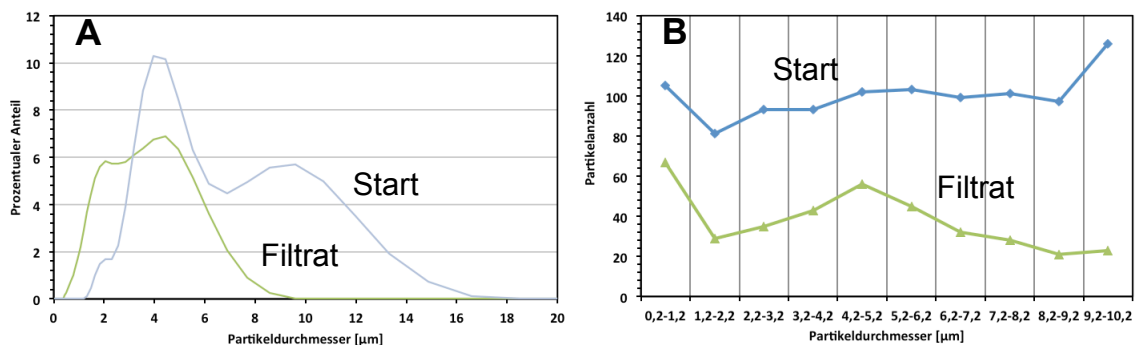 A
Prozentualer Anteil
12
10
8
6
4
2
0
Start
Filtrat
0 2 4 6 8 10 12 14 16 18 20
Partikeldurchmesser [µm]
B
Partikelanzahl
140
120
100
80
60
40
20
0
Start
Filtrat
0,2-1,2 1,2-2,2 2,2-3,2 3,2-4,2 4,2-5,2 5,2-6,2 6,2-7,2 7,2-8,2 8,2-9,2 9,2-10,2
Partikeldurchmesser [µm]